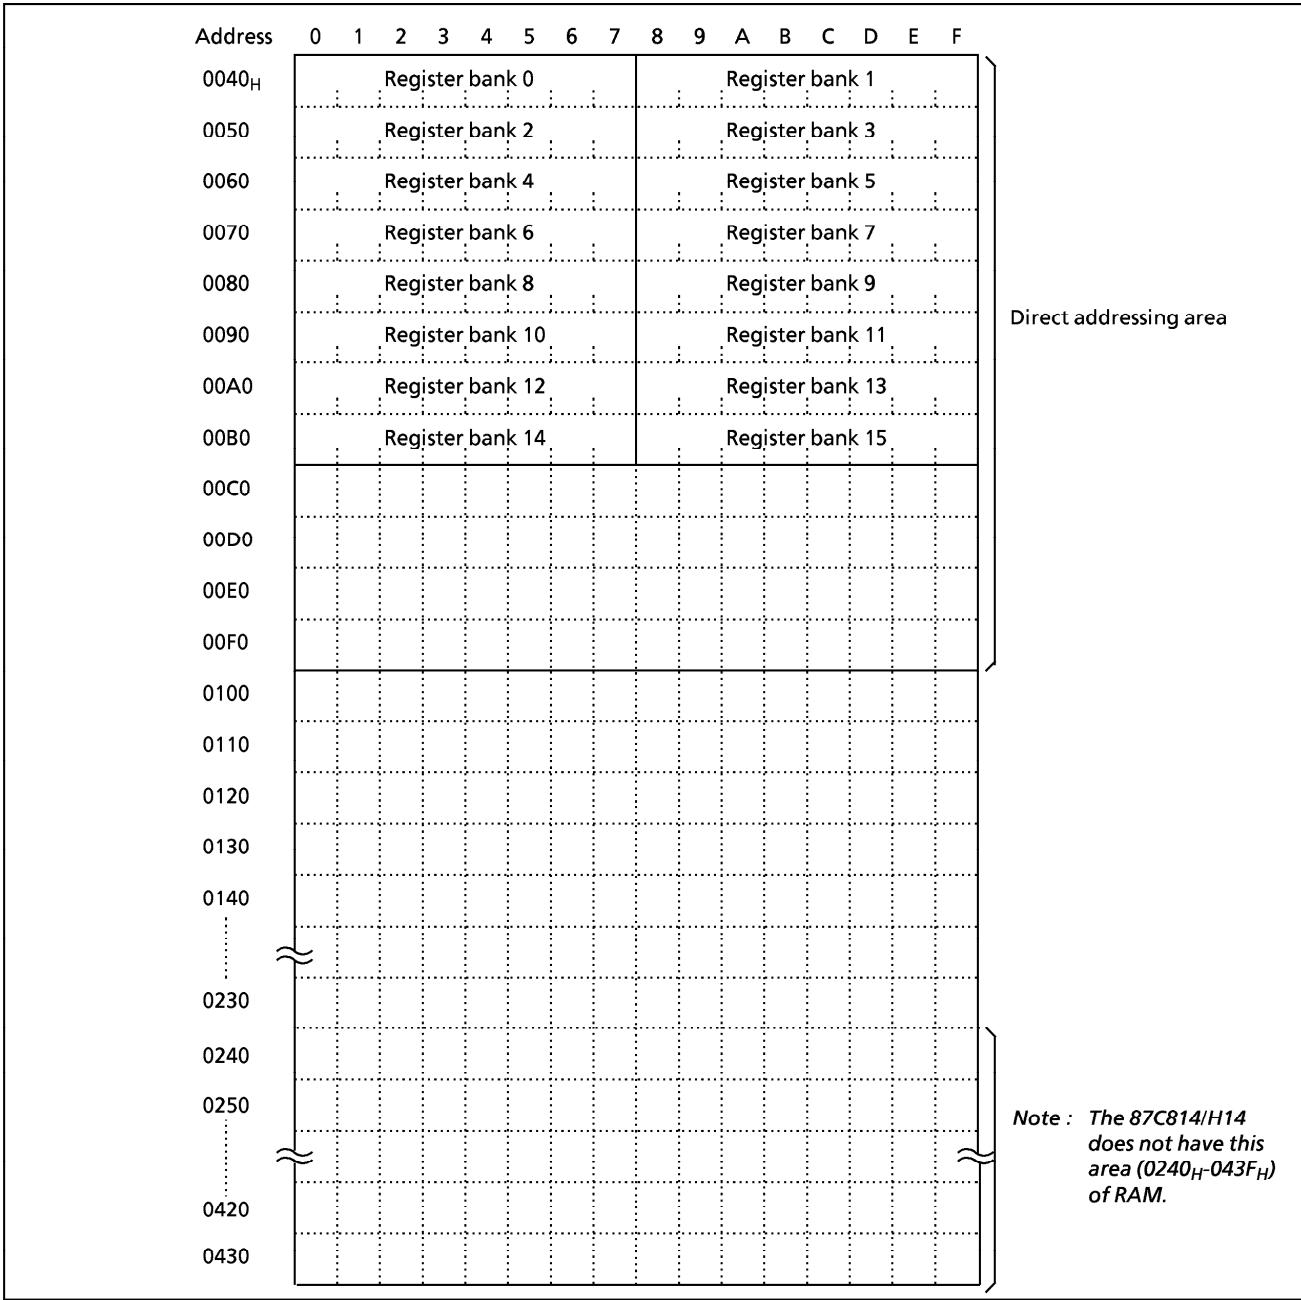 Address 0 1 2 3 4 5 6 7 8 9 A B C D E F
0040H Register bank 0 Register bank 1
0050 Register bank 2 Register bank 3
0060 Register bank 4 Register bank 5
0070 Register bank 6 Register bank 7
0080 Register bank 8 Register bank 9
0090 Register bank 10 Register bank 11
Direct addressing area
00A0 Register bank 12 Register bank 13
00B0 Register bank 14 Register bank 15
00C0
00D0
00E0
00F0
0100
0110
0120
0130
0140
0230
0240
0250
Note : The 87C814/H14
does not have this
area (0240H-043FH)
of RAM.
0420
0430